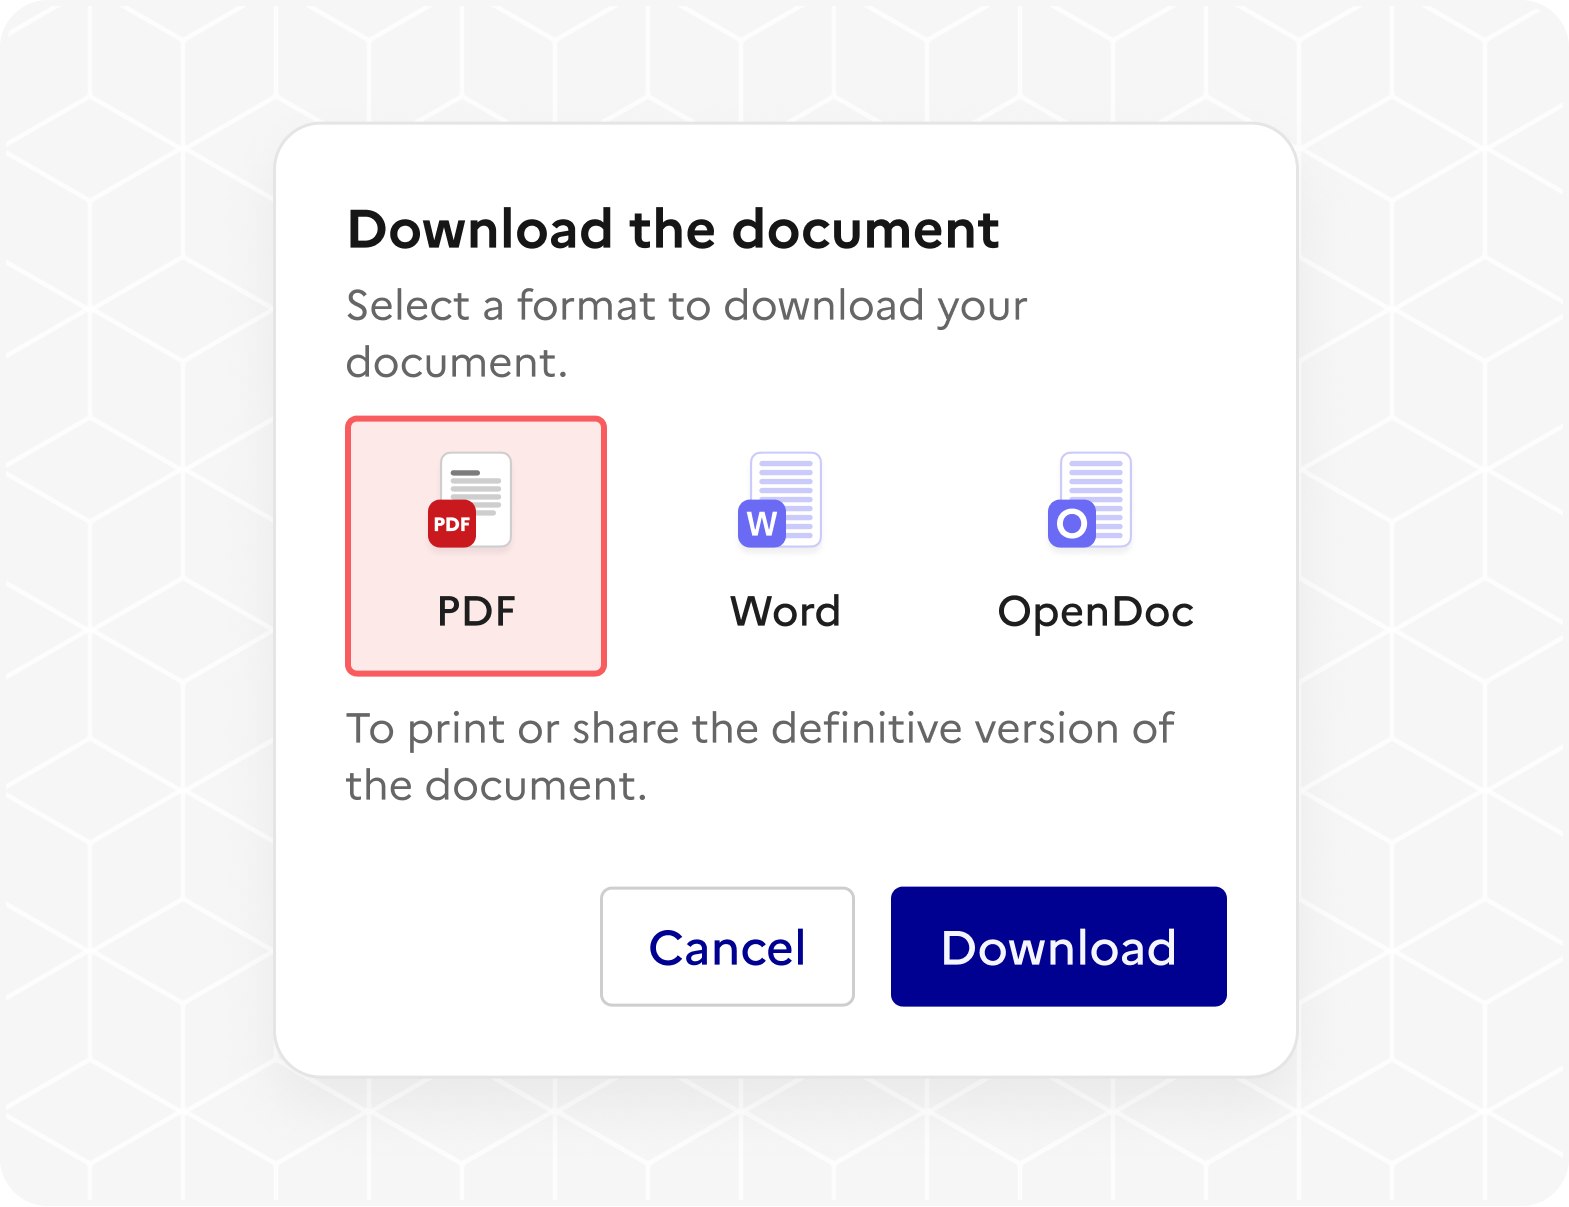 Download the document
Select a format to download your
document.
PDF
W
O
PDF
Word
OpenDoc
To print or share the definitive version of
the document.
Cancel
Download